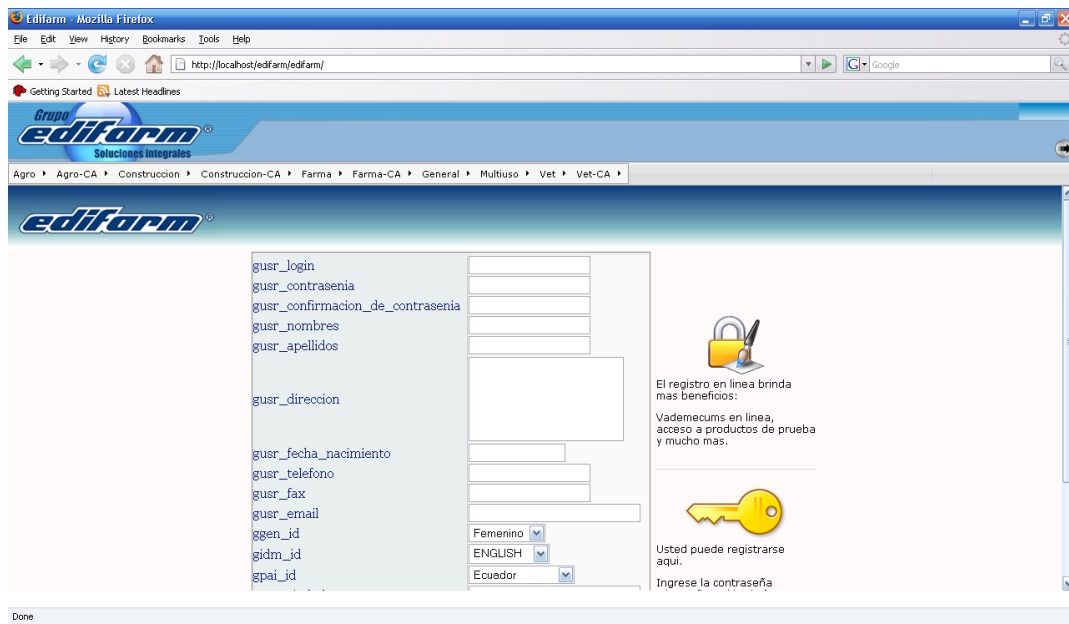 Edifarm - Mozilla Firefox
File Edit View History Bookmarks Tools Help
http://localhost/edifarm/edifarm/
G Google
Getting Started Latest Headlines
Grupo
edifarm®
Soluciones integrales
Agro Agro-CA Construccion Construccion-CA Farma Farma-CA General Multiuso Vet Vet-CA
edifarm®
gusr_login
gusr_contrasenia
gusr_confirmacion_de_contrasenia
gusr_nombres
gusr_apellidos
gusr_direccion
gusr_fecha_nacimiento
gusr_telefono
gusr_fax
gusr_email
ggen_id Femenino
gidm_id ENGLISH
gpai_id Ecuador
El registro en linea brinda
mas beneficios:
Vademecums en linea,
acceso a productos de prueba
y mucho mas.
Usted puede registrarse
aqui.
Ingrese la contraseña
Done